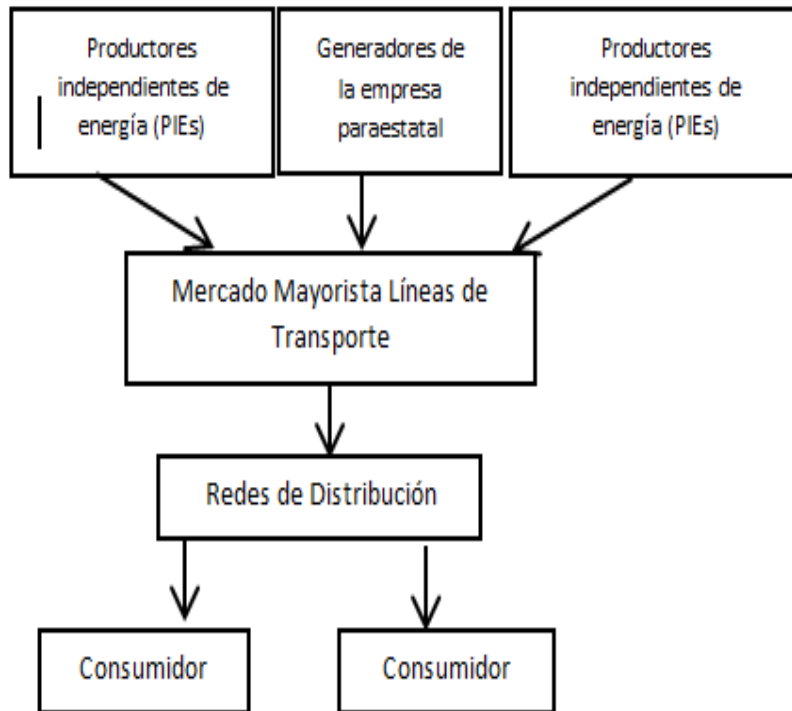 Productores
independientes de
energía (PIEs)
Generadores de
la empresa
paraestatal
Productores
independientes de
energía (PIEs)
Mercado Mayorista Líneas de
Transporte
Redes de Distribución
Consumidor
Consumidor